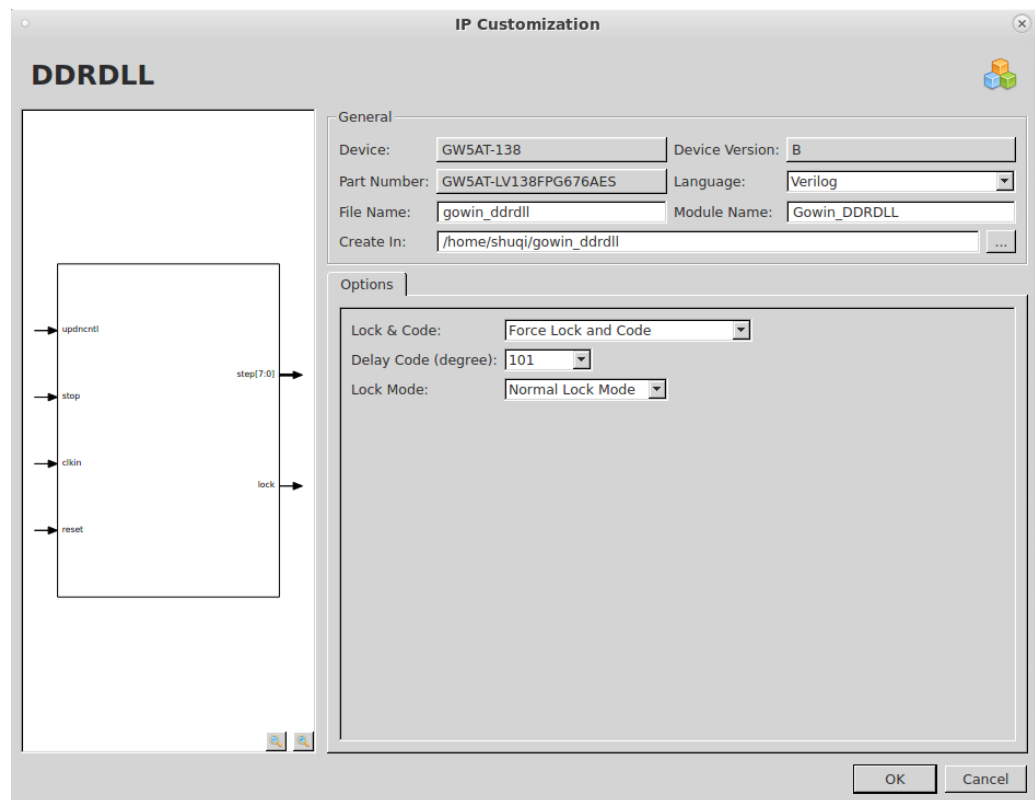 IP Customization
DDRDLL
General
Device: GW5AT-138 Device Version: B
Part Number: GW5AT-LV138FPG676AES Language: Verilog
File Name: gowin_ddrdll Module Name: Gowin_DDRDLL
Create In: /home/shuqi/gowin_ddrdll ...
Options
Lock & Code: Force Lock and Code
Delay Code (degree): 101
Lock Mode: Normal Lock Mode
updncntl
step[7:0]
stop
clkin
lock
reset
OK Cancel